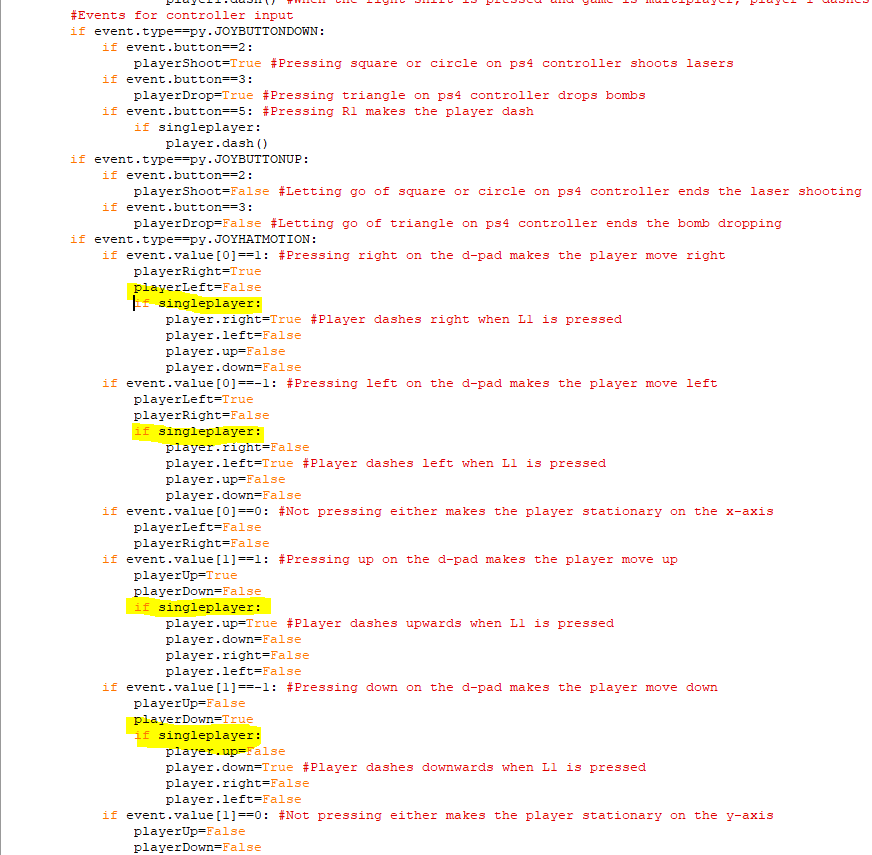 player1.dash() #When the right shift is pressed and game is multiplayer, player 1 dashes
#Events for controller input
if event.type==py.JOYBUTTONDOWN:
if event.button==2:
playerShoot=True #Pressing square or circle on ps4 controller shoots lasers
if event.button==3:
playerDrop=True #Pressing triangle on ps4 controller drops bombs
if event.button==5: #Pressing R1 makes the player dash
if singleplayer:
player.dash()
if event.type==py.JOYBUTTONUP:
if event.button==2:
playerShoot=False #Letting go of square or circle on ps4 controller ends the laser shooting
if event.button==3:
playerDrop=False #Letting go of triangle on ps4 controller ends the bomb dropping
if event.type==py.JOYHATMOTION:
if event.value[0]==1: #Pressing right on the d-pad makes the player move right
playerRight=True
playerLeft=False
if singleplayer:
player.right=True #Player dashes right when L1 is pressed
player.left=False
player.up=False
player.down=False
if event.value[0]==-1: #Pressing left on the d-pad makes the player move left
playerLeft=True
playerRight=False
if singleplayer:
player.right=False
player.left=True #Player dashes left when L1 is pressed
player.up=False
player.down=False
if event.value[0]==0: #Not pressing either makes the player stationary on the x-axis
playerLeft=False
playerRight=False
if event.value[1]==1: #Pressing up on the d-pad makes the player move up
playerUp=True
playerDown=False
if singleplayer:
player.up=True #Player dashes upwards when L1 is pressed
player.down=False
player.right=False
player.left=False
if event.value[1]==-1: #Pressing down on the d-pad makes the player move down
playerUp=False
playerDown=True
if singleplayer:
player.up=False
player.down=True #Player dashes downwards when L1 is pressed
player.right=False
player.left=False
if event.value[1]==0: #Not pressing either makes the player stationary on the y-axis
playerUp=False
playerDown=False